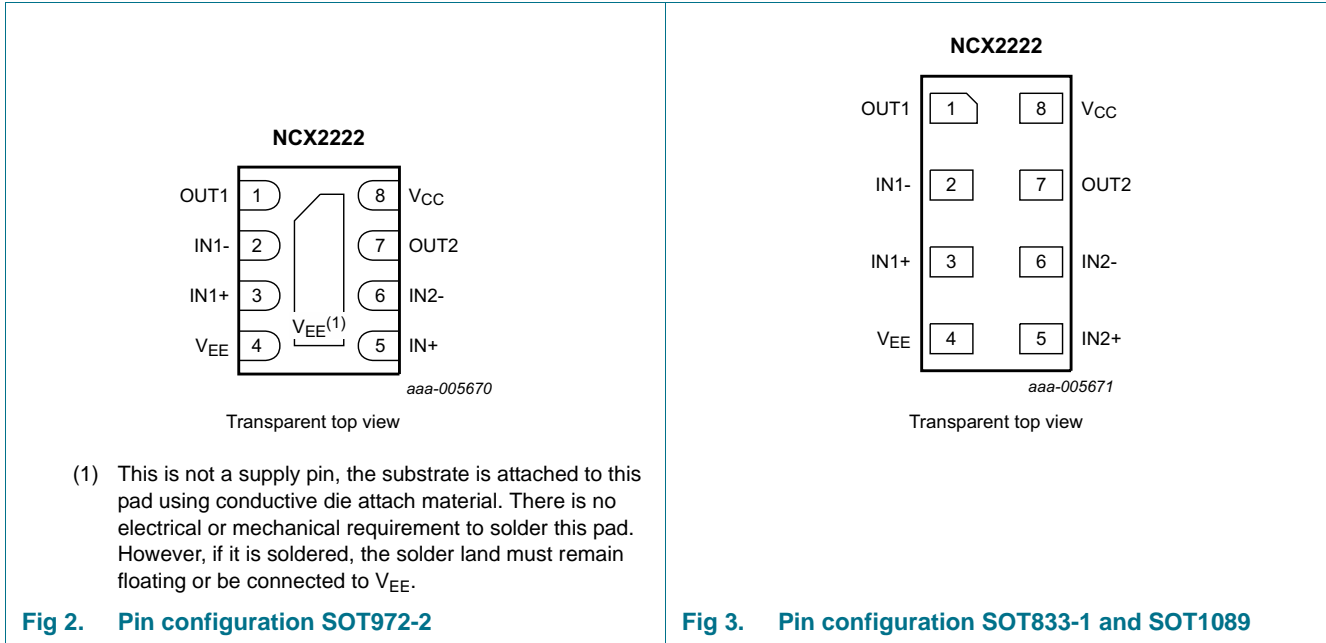 NCX2222
OUT1 1 8 VCC
IN1- 2 7 OUT2
IN1+ 3 6 IN2-
VEE 4 VEE(1) 5 IN+
aaa-005670
Transparent top view
(1) This is not a supply pin, the substrate is attached to this
pad using conductive die attach material. There is no
electrical or mechanical requirement to solder this pad.
However, if it is soldered, the solder land must remain
floating or be connected to VEE.
Fig 2. Pin configuration SOT972-2
NCX2222
OUT1 1 8 VCC
IN1- 2 7 OUT2
IN1+ 3 6 IN2-
VEE 4 5 IN2+
aaa-005671
Transparent top view
Fig 3. Pin configuration SOT833-1 and SOT1089